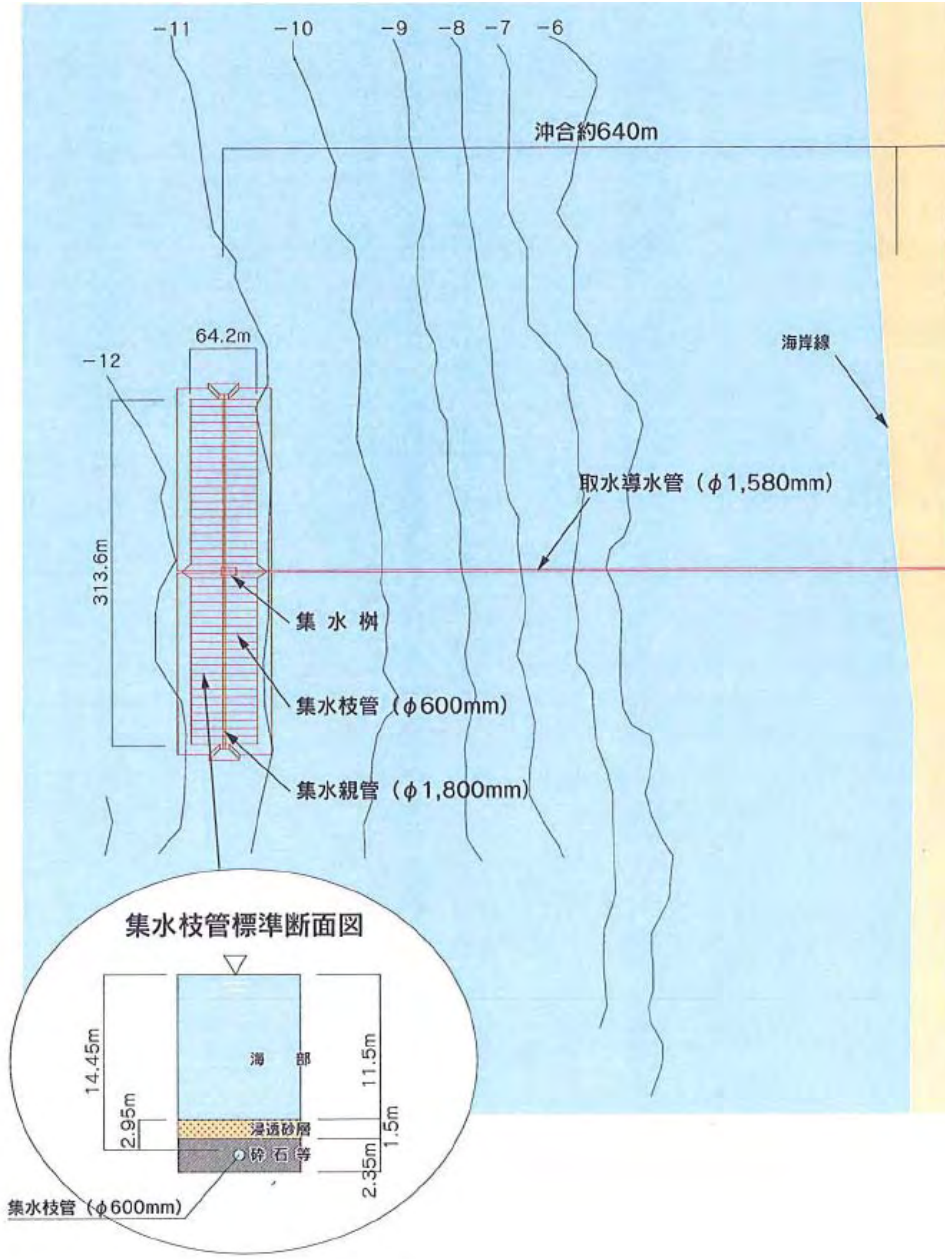 -11
-10
-9
-8
-7
-6
沖合約640m
海岸線
64.2m
-12
313.6m
取水導水管（φ1,580mm）
集水桝
集水枝管（φ600mm）
集水親管（φ1,800mm）
集水枝管標準断面図
14.45m
海部
11.5m
2.95m
浸透砂層
1.5m
砕石等
2.35m
集水枝管（φ600mm）